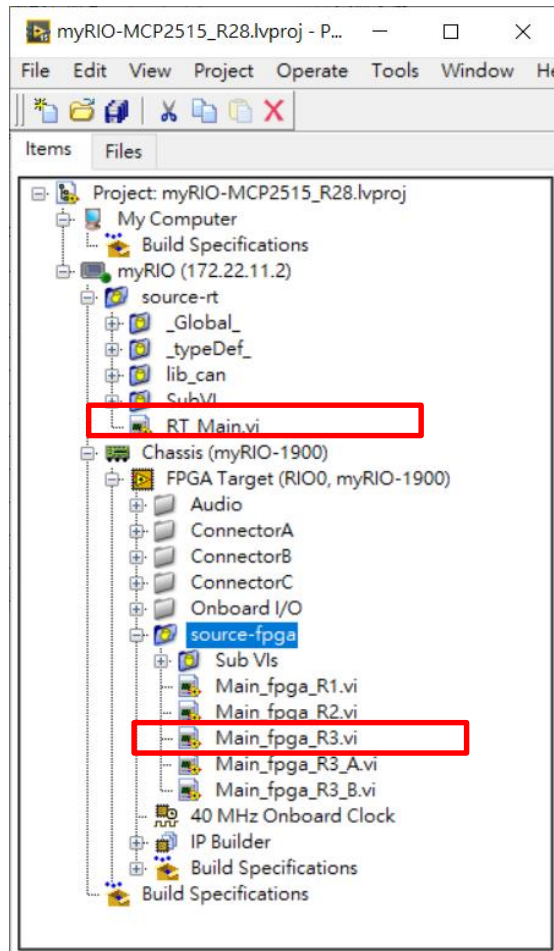 myRIO-MCP2515_R28.lvproj - P...
File Edit View Project Operate Tools Window He
Items Files
Project: myRIO-MCP2515_R28.lvproj
My Computer
Build Specifications
myRIO (172.22.11.2)
source-rt
_Global_
_typeDef_
lib_can
SubVI
RT_Main.vi
Chassis (myRIO-1900)
FPGA Target (RIO0, myRIO-1900)
Audio
ConnectorA
ConnectorB
ConnectorC
Onboard I/O
source-fpga
Sub VIs
Main_fpga_R1.vi
Main_fpga_R2.vi
Main_fpga_R3.vi
Main_fpga_R3_A.vi
Main_fpga_R3_B.vi
40 MHz Onboard Clock
IP Builder
Build Specifications
Build Specifications